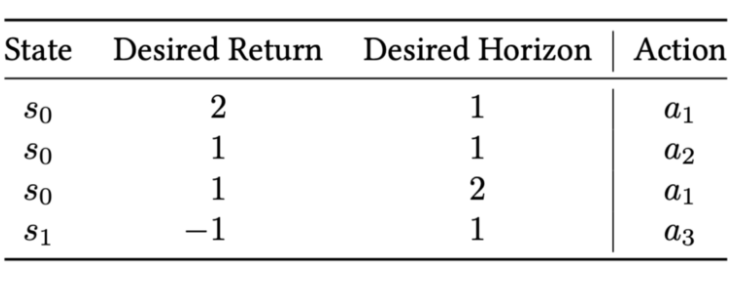 State Desired Return Desired Horizon Action
s₀ 2 1 a₁
s₀ 1 1 a₂
s₀ 1 2 a₁
s₁ −1 1 a₃